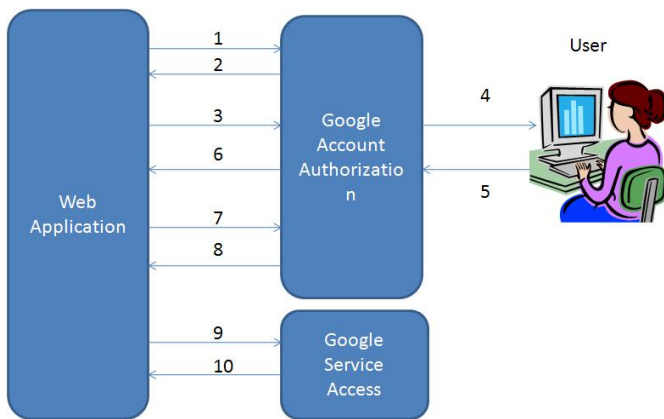 1
2
User
4
3
Google
Account
Authorizatio
n
6
5
Web
Application
7
8
9
10
Google
Service
Access